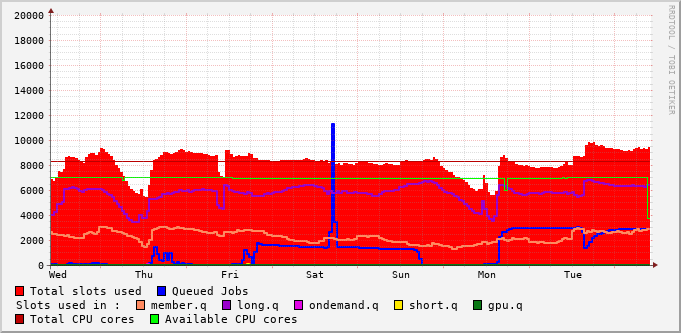 20000
18000
16000
14000
12000
10000
8000
6000
4000
2000
0
Wed Thu Fri Sat Sun Mon Tue
Total slots used Queued Jobs
Slots used in : member.q long.q ondemand.q short.q gpu.q
Total CPU cores Available CPU cores
RRDTOOL / TOBI OETIKER